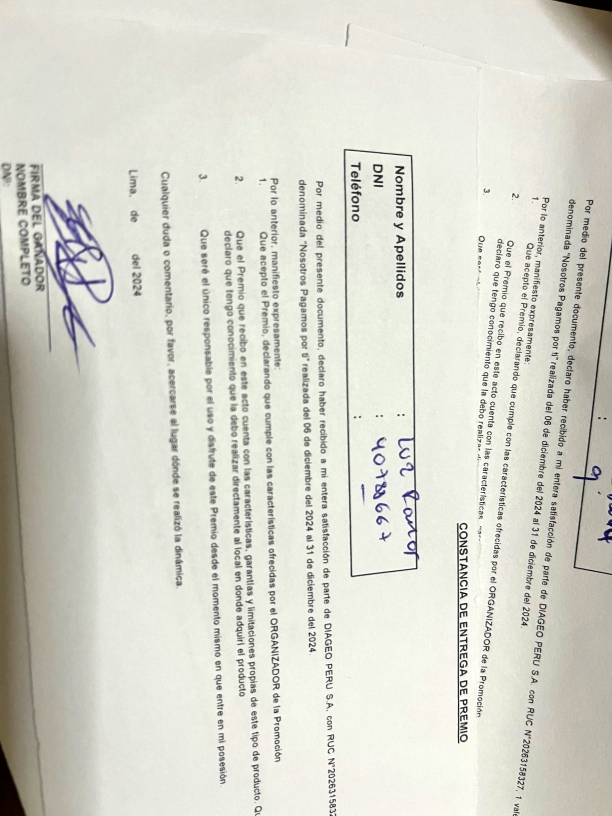 Por medio del presente documento, declaro haber recibido a mi entera satisfacción de parte de DIAGEO PERU S.A. con RUC N°20263158327, 1 vale
denominada "Nosotros Pagamos por ti" realizada del 06 de diciembre del 2024 al 31 de diciembre del 2024.
Por lo anterior, manifiesto expresamente:
1. Que acepto el Premio, declarando que cumple con las características ofrecidas por el ORGANIZADOR de la Promoción
2. Que el Premio que recibo en este acto cuenta con las características,
declaro que tengo conocimiento que la debo realizar
3. Que
CONSTANCIA DE ENTREGA DE PREMIO
Nombre y Apellidos :
DNI : 40788667
Teléfono :
Por medio del presente documento, declaro haber recibido a mi entera satisfacción de parte de DIAGEO PERU S.A. con RUC N°2026315832
denominada "Nosotros Pagamos por ti" realizada del 06 de diciembre del 2024 al 31 de diciembre del 2024.
Por lo anterior, manifiesto expresamente:
1. Que acepto el Premio, declarando que cumple con las características ofrecidas por el ORGANIZADOR de la Promoción
2. Que el Premio que recibo en este acto cuenta con las características, garantías y limitaciones propias de este tipo de producto. Qu
declaro que tengo conocimiento que la debo realizar directamente al local en donde adquirí el producto
3. Que seré el único responsable por el uso y disfrute de este Premio desde el momento mismo en que entre en mi posesión
Cualquier duda o comentario, por favor, acercarse al lugar dónde se realizó la dinámica.
Lima, de del 2024
FIRMA DEL GANADOR
NOMBRE COMPLETO
DNI: